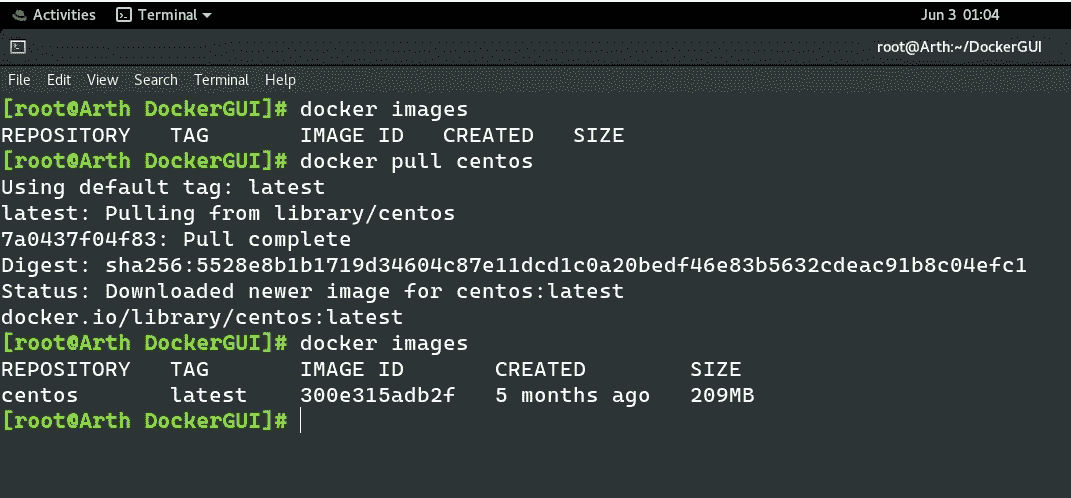 Activities Terminal Jun 3 01:04
root@Arth:~/DockerGUI
File Edit View Search Terminal Help
[root@Arth DockerGUI]# docker images
REPOSITORY TAG IMAGE ID CREATED SIZE
[root@Arth DockerGUI]# docker pull centos
Using default tag: latest
latest: Pulling from library/centos
7a0437f04f83: Pull complete
Digest: sha256:5528e8b1b1719d34604c87e11dcd1c0a20bedf46e83b5632cdeac91b8c04efc1
Status: Downloaded newer image for centos:latest
docker.io/library/centos:latest
[root@Arth DockerGUI]# docker images
REPOSITORY TAG IMAGE ID CREATED SIZE
centos latest 300e315adb2f 5 months ago 209MB
[root@Arth DockerGUI]#